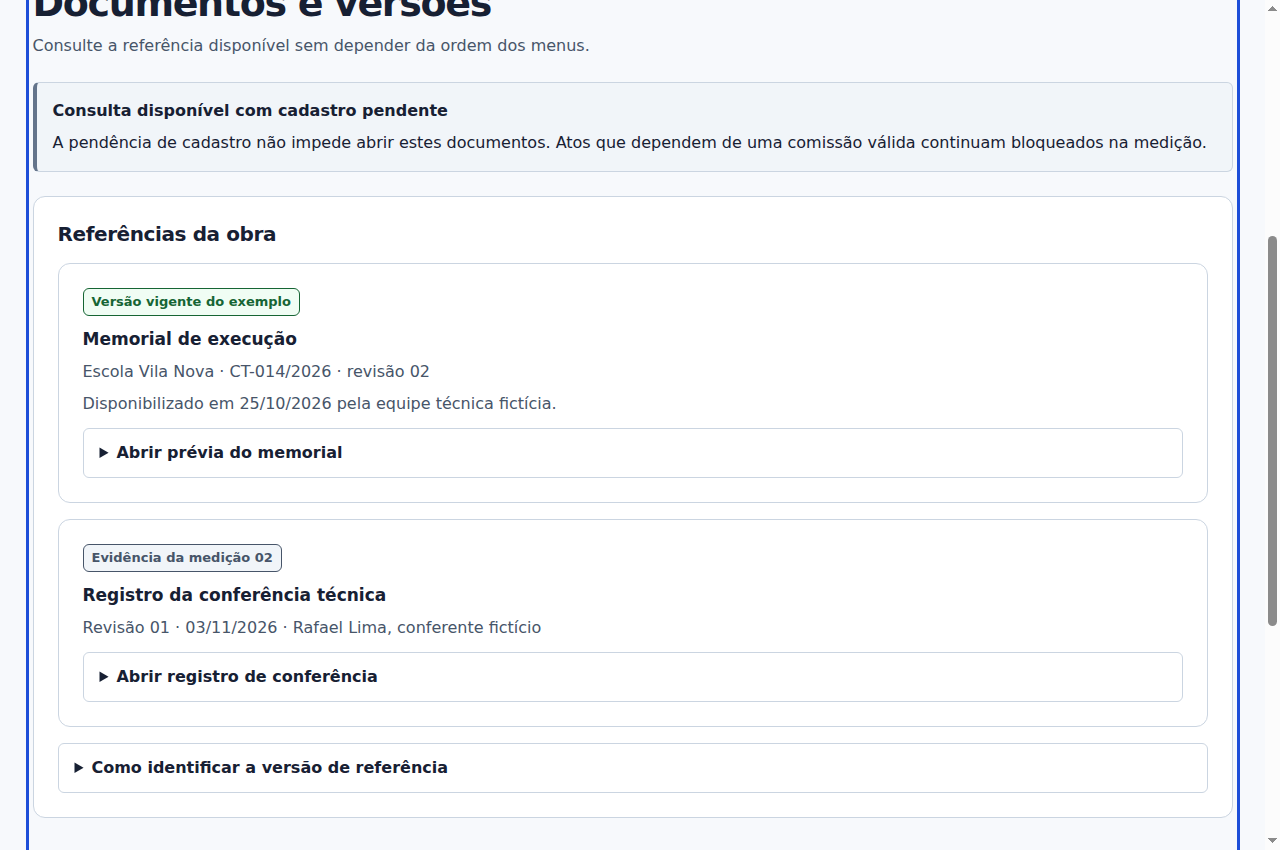 Documentos e versões
Consulte a referência disponível sem depender da ordem dos menus.
Consulta disponível com cadastro pendente
A pendência de cadastro não impede abrir estes documentos. Atos que dependem de uma comissão válida continuam bloqueados na medição.
Referências da obra
Versão vigente do exemplo
Memorial de execução
Escola Vila Nova · CT-014/2026 · revisão 02
Disponibilizado em 25/10/2026 pela equipe técnica fictícia.
Abrir prévia do memorial
Evidência da medição 02
Registro da conferência técnica
Revisão 01 · 03/11/2026 · Rafael Lima, conferente fictício
Abrir registro de conferência
Como identificar a versão de referência